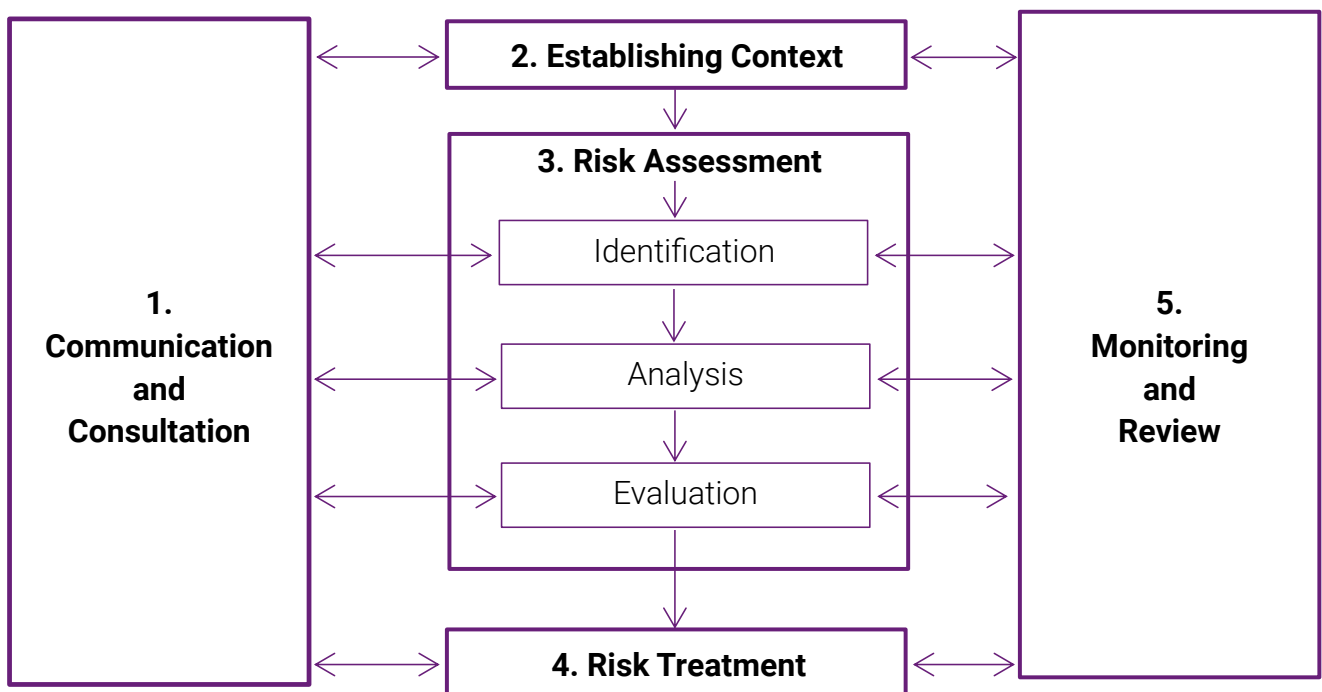 1.
Communication
and
Consultation
2. Establishing Context
3. Risk Assessment
Identification
Analysis
Evaluation
4. Risk Treatment
5.
Monitoring
and
Review